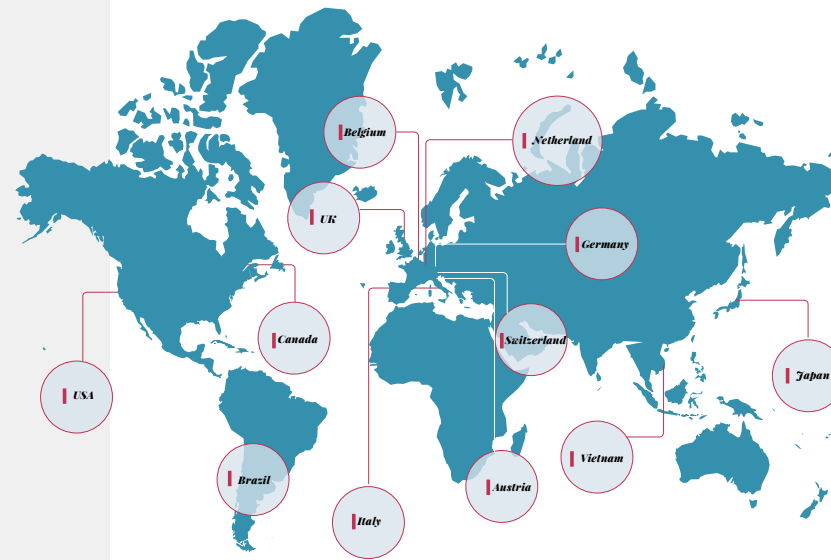 Belgium
Netherland
UK
Germany
Canada
Switzerland
USA
Japan
Brazil
Vietnam
Austria
Italy